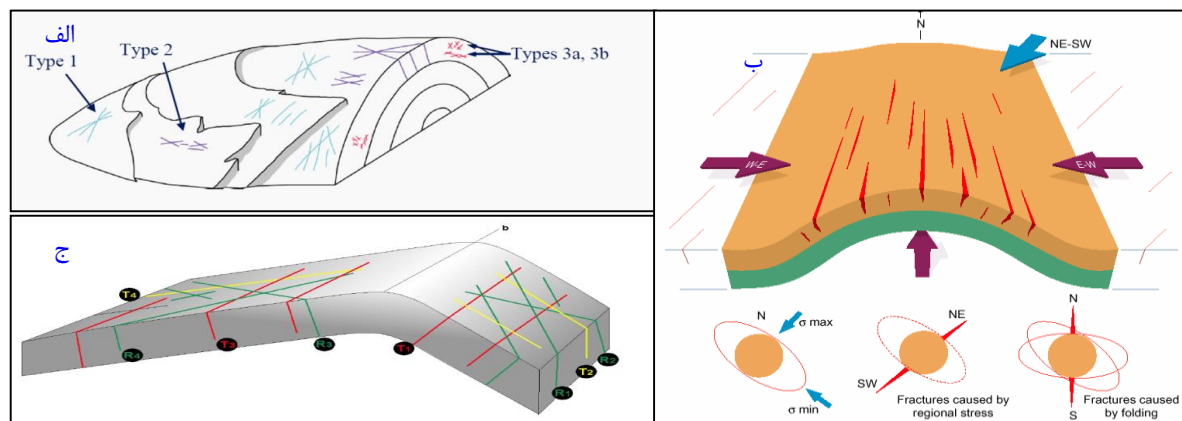 الف
Type 1
Type 2
Types 3a, 3b
ج
b
T4
R4
T3
R3
T1
T2
R2
R1
ب
N
NE-SW
W-E
E-W
N
σ max
σ min
NE
SW
Fractures caused
by regional stress
N
S
Fractures caused
by folding